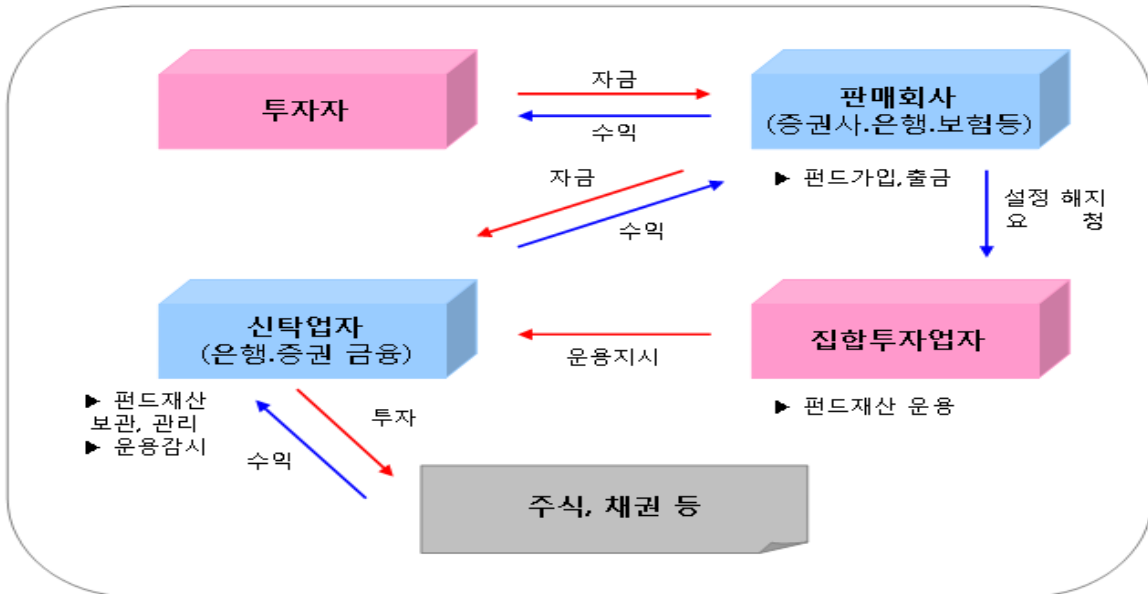 투자자
자금
수익
판매회사
(증권사.은행.보험등)
▶ 펀드가입,출금
자금
수익
설정 해지
요 청
신탁업자
(은행.증권 금융)
운용지시
집합투자업자
▶ 펀드재산
보관, 관리
▶ 운용감시
▶ 펀드재산 운용
투자
수익
주식, 채권 등